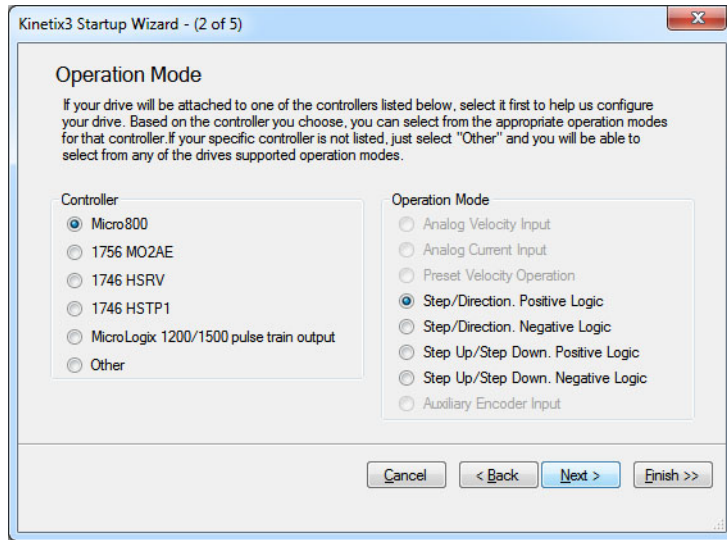 Kinetix3 Startup Wizard - (2 of 5)
Operation Mode
If your drive will be attached to one of the controllers listed below, select it first to help us configure
your drive. Based on the controller you choose, you can select from the appropriate operation modes
for that controller.If your specific controller is not listed, just select "Other" and you will be able to
select from any of the drives supported operation modes.
Controller
Micro800
1756 MO2AE
1746 HSRV
1746 HSTP1
MicroLogix 1200/1500 pulse train output
Other
Operation Mode
Analog Velocity Input
Analog Current Input
Preset Velocity Operation
Step/Direction. Positive Logic
Step/Direction. Negative Logic
Step Up/Step Down. Positive Logic
Step Up/Step Down. Negative Logic
Auxiliary Encoder Input
Cancel
< Back
Next >
Finish >>